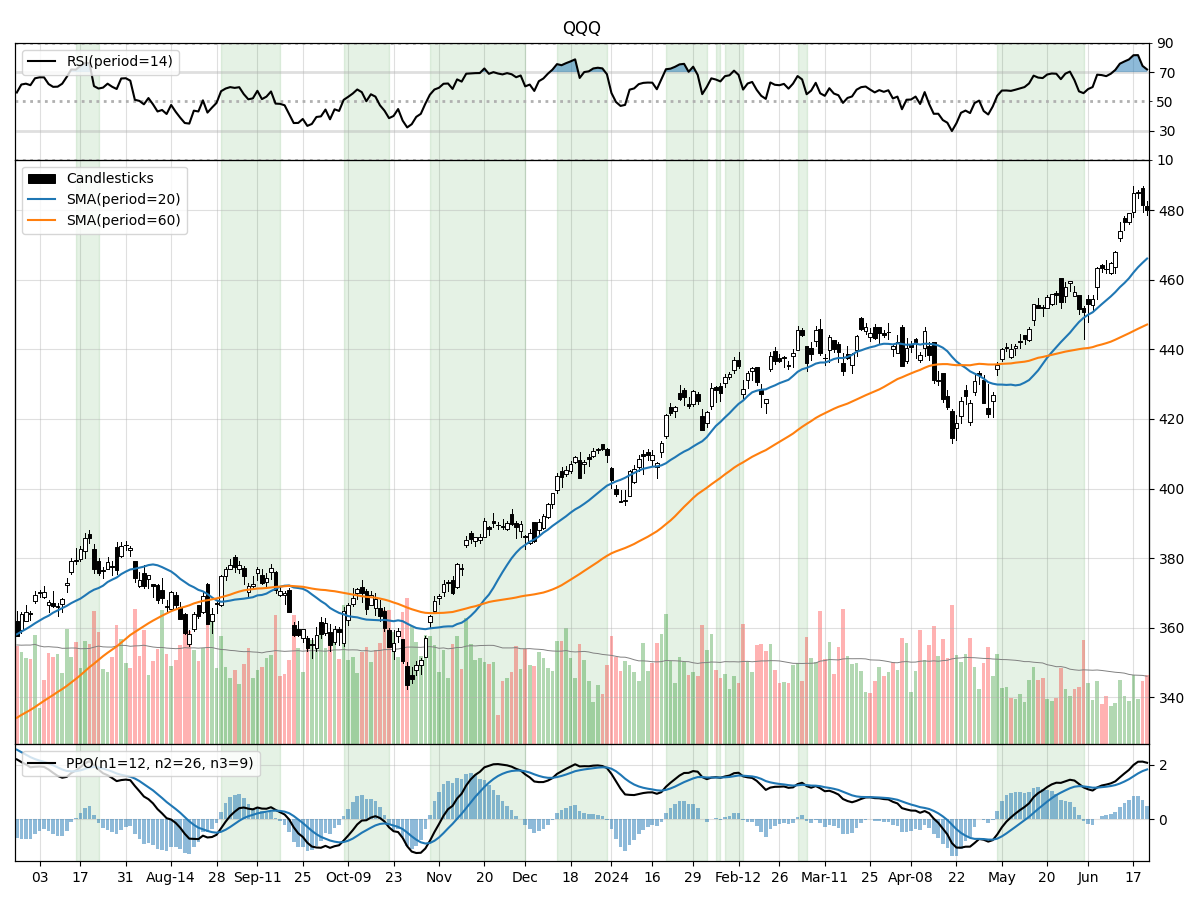 QQQ
RSI(period=14)
90
70
50
30
10
Candlesticks
SMA(period=20)
SMA(period=60)
480
460
440
420
400
380
360
340
PPO(n1=12, n2=26, n3=9)
2
0
03 17 31 Aug-14 28 Sep-11 25 Oct-09 23 Nov 20 Dec 18 2024 16 29 Feb-12 26 Mar-11 25 Apr-08 22 May 20 Jun 17